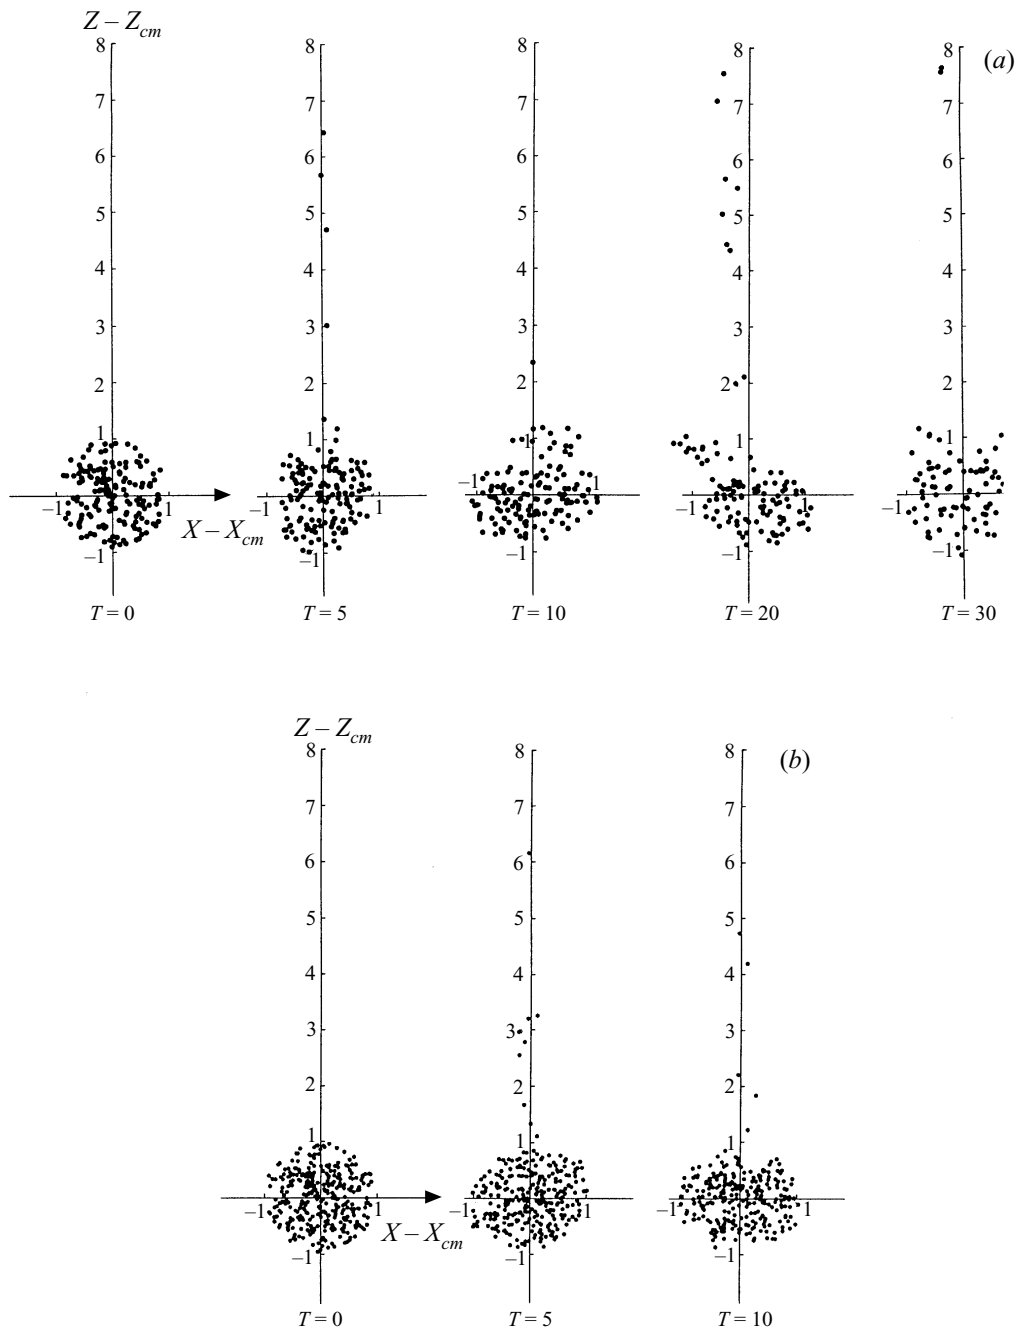 Z – Zcm
8 8 8 8 8 (a)
7 7 7 7 7
6 6 6 6 6
5 5 5 5 5
4 4 4 4 4
3 3 3 3 3
2 2 2 2 2
1 1 1 1 1
–1 1 –1 1 –1 1 –1 1 –1
X – Xcm
–1 –1 –1 –1 –1
T = 0 T = 5 T = 10 T = 20 T = 30
Z – Zcm
8 8 8 (b)
7 7 7
6 6 6
5 5 5
4 4 4
3 3 3
2 2 2
1 1 1
–1 1 –1 1 –1 1
X – Xcm
–1 –1 –1
T = 0 T = 5 T = 10